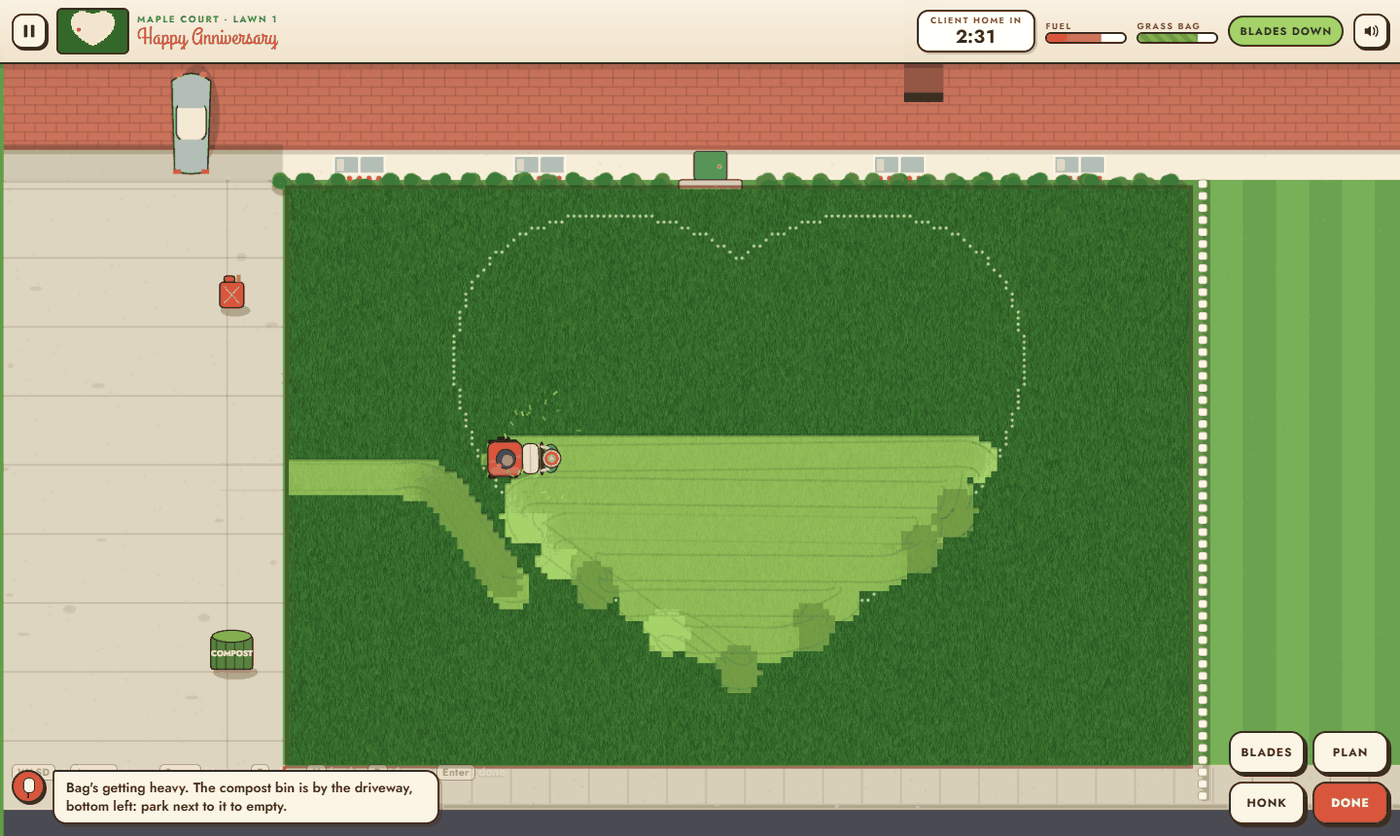 MAPLE COURT · LAWN 1
Happy Anniversary
CLIENT HOME IN
2:31
FUEL
GRASS BAG
BLADES DOWN
COMPOST
Enter done
Bag's getting heavy. The compost bin is by the driveway,
bottom left: park next to it to empty.
BLADES
PLAN
HONK
DONE